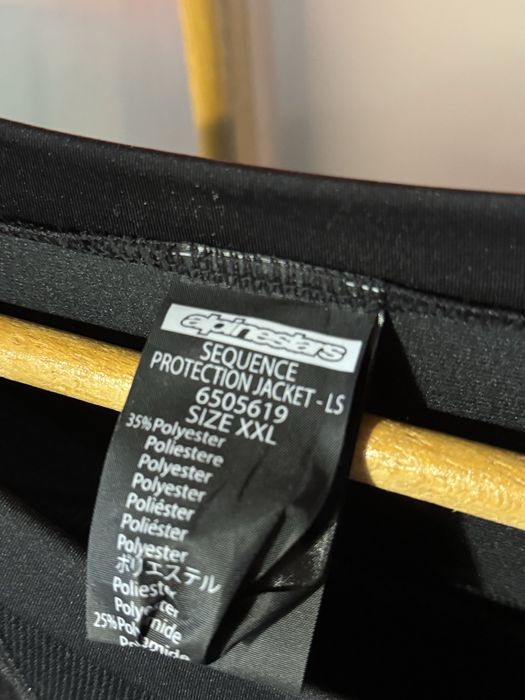 alpinestars
SEQUENCE
PROTECTION JACKET - LS
6505619
SIZE XXL
35%Polyester
Poliestere
Polyester
Polyester
Poliéster
Poliéster
Polyester
ポリエステル
25%